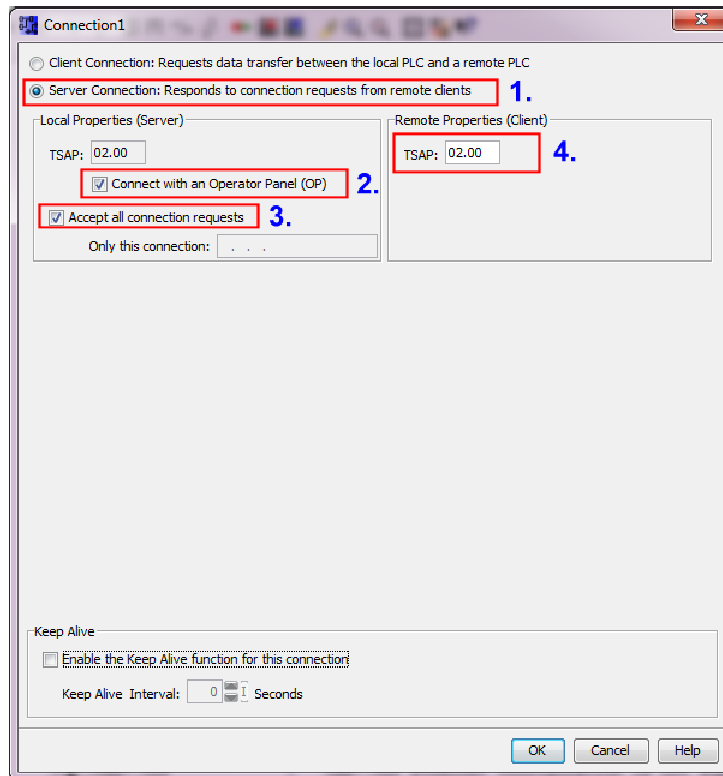 Connection1
Client Connection: Requests data transfer between the local PLC and a remote PLC
Server Connection: Responds to connection requests from remote clients 1.
Local Properties (Server)
TSAP: 02.00
Connect with an Operator Panel (OP) 2.
Accept all connection requests 3.
Only this connection: . . .
Remote Properties (Client)
TSAP: 02.00 4.
Keep Alive
Enable the Keep Alive function for this connection
Keep Alive Interval: 0 Seconds
OK Cancel Help